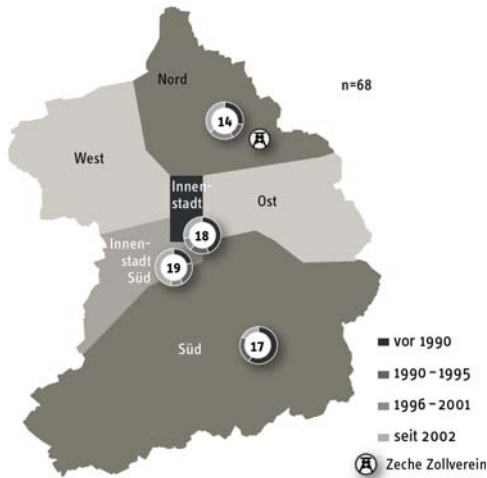 Nord
n=68
14
West
Innen-
stadt
Ost
18
Innen-
stadt
Süd
19
Süd
17
vor 1990
1990–1995
1996–2001
seit 2002
Zeche Zollverein